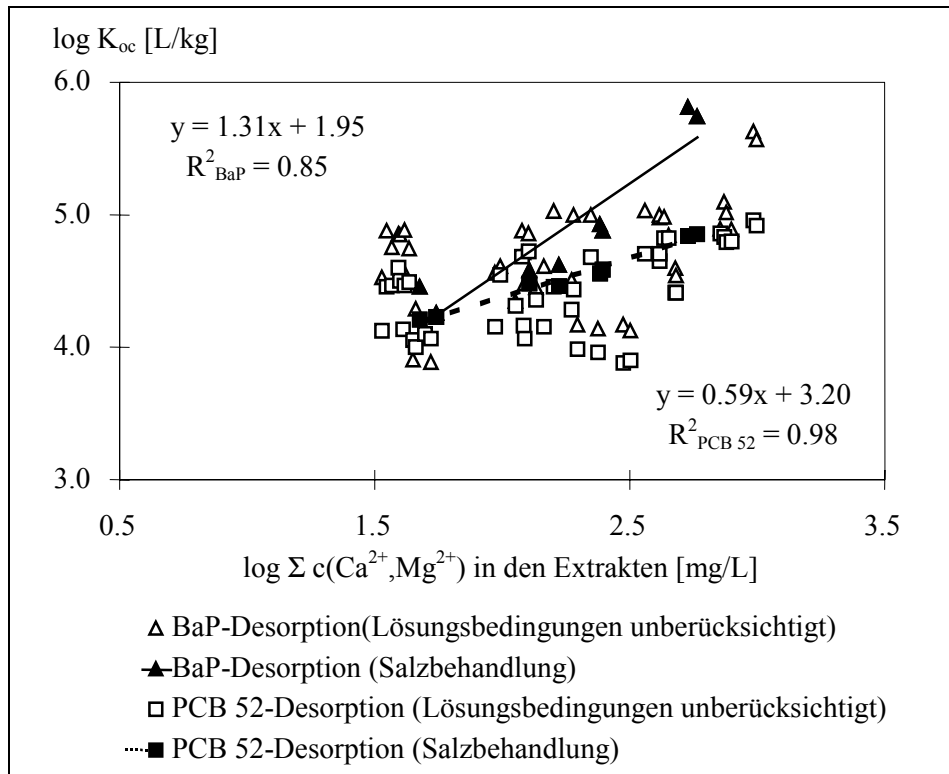 log K_oc [L/kg]
6.0
y = 1.31x + 1.95
R²_BaP = 0.85
5.0
4.0
y = 0.59x + 3.20
R²_PCB 52 = 0.98
3.0
0.5 1.5 2.5 3.5
log Σ c(Ca²⁺,Mg²⁺) in den Extrakten [mg/L]
BaP-Desorption(Lösungsbedingungen unberücksichtigt)
BaP-Desorption (Salzbehandlung)
PCB 52-Desorption (Lösungsbedingungen unberücksichtigt)
PCB 52-Desorption (Salzbehandlung)